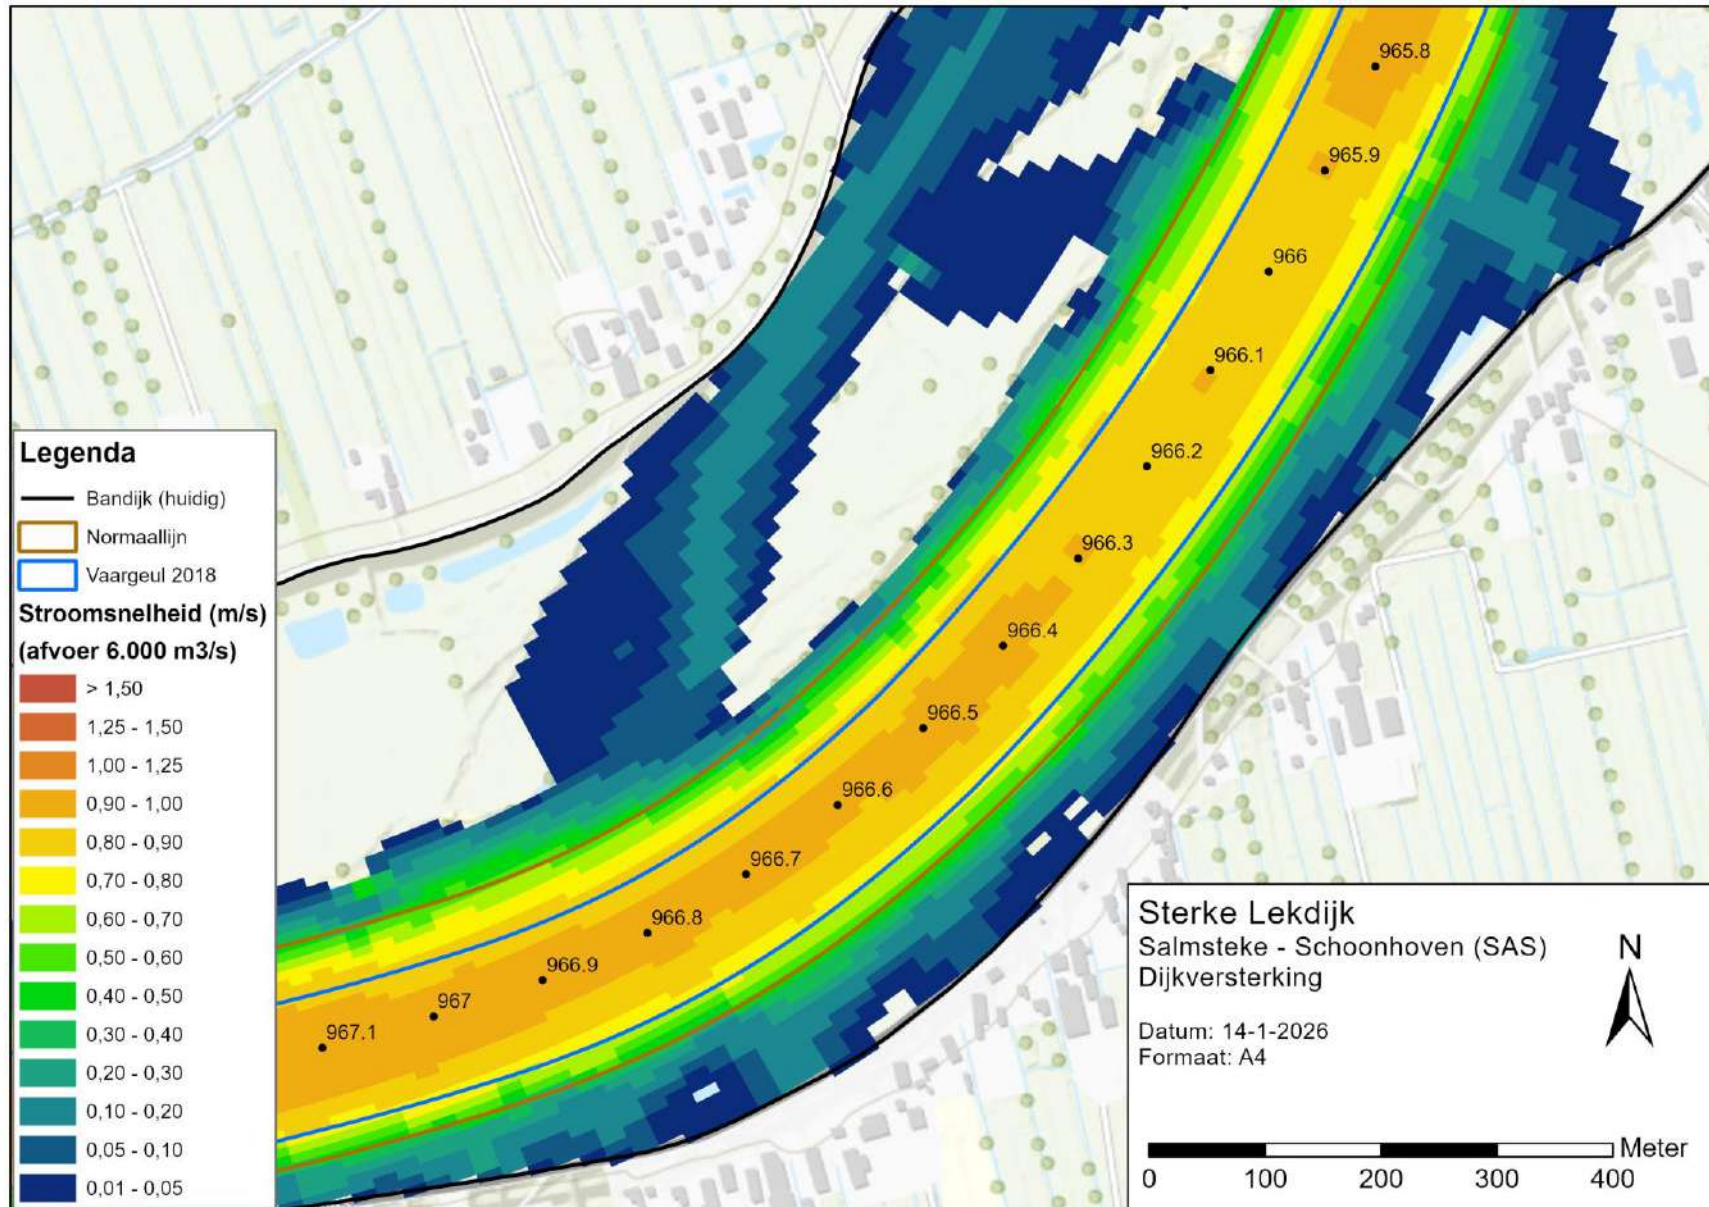 965.8
965.9
966
966.1
966.2
966.3
966.4
966.5
966.6
966.7
966.8
966.9
967
967.1
Legenda
Bandijk (huidig)
Normaallijn
Vaargeul 2018
Stroomsnelheid (m/s)
(afvoer 6.000 m3/s)
> 1,50
1,25 - 1,50
1,00 - 1,25
0,90 - 1,00
0,80 - 0,90
0,70 - 0,80
0,60 - 0,70
0,50 - 0,60
0,40 - 0,50
0,30 - 0,40
0,20 - 0,30
0,10 - 0,20
0,05 - 0,10
0,01 - 0,05
Sterke Lekdijk
Salmsteke - Schoonhoven (SAS)
Dijkversterking
Datum: 14-1-2026
Formaat: A4
N
Meter
0 100 200 300 400